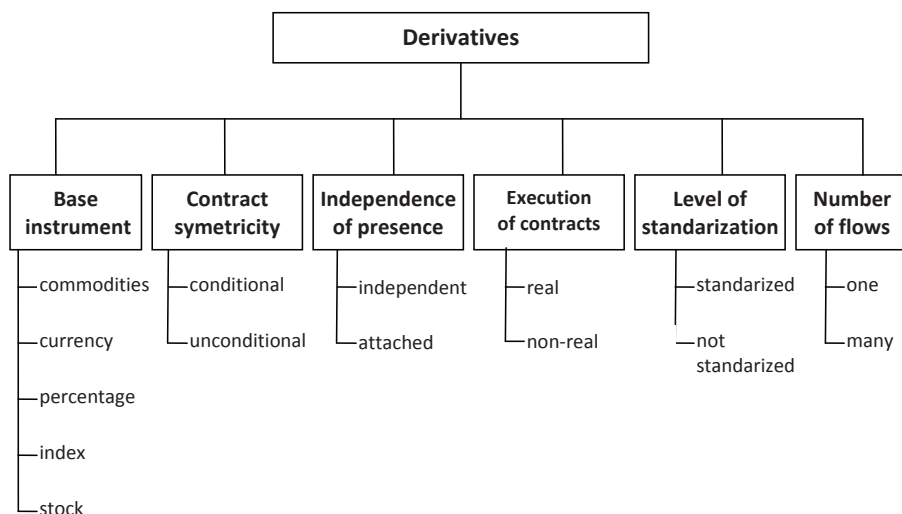 Derivatives
Base
instrument
Contract
symetricity
Independence
of presence
Execution
of contracts
Level of
standarization
Number
of flows
commodities
currency
percentage
index
stock
conditional
unconditional
independent
attached
real
non-real
standarized
not
standarized
one
many